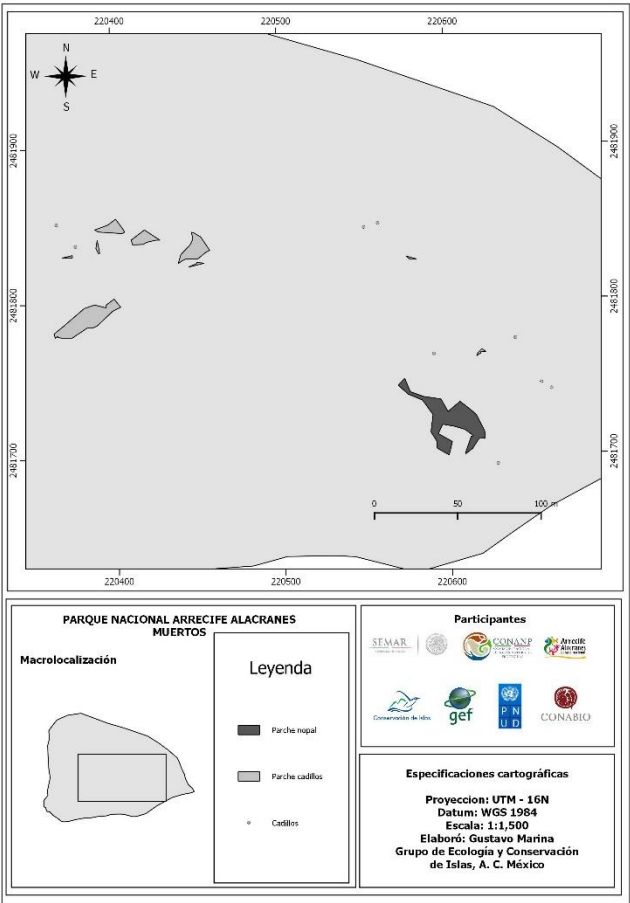 220400
220500
220600
N
W
E
S
2481900
2481900
2481800
2481800
2481700
2481700
0
50
100 m
220400
220500
220600
PARQUE NACIONAL ARRECIFE ALACRANES
MUERTOS
Macrolocalización
Leyenda
Parche nopal
Parche cadillos
Cadillos
Participantes
SEMAR
CONANP
Arrecife
Alacranes
Conservación de Islas
gef
P N
U D
CONABIO
Especificaciones cartográficas
Proyeccion: UTM - 16N
Datum: WGS 1984
Escala: 1:1,500
Elaboró: Gustavo Marina
Grupo de Ecología y Conservación
de Islas, A. C. México